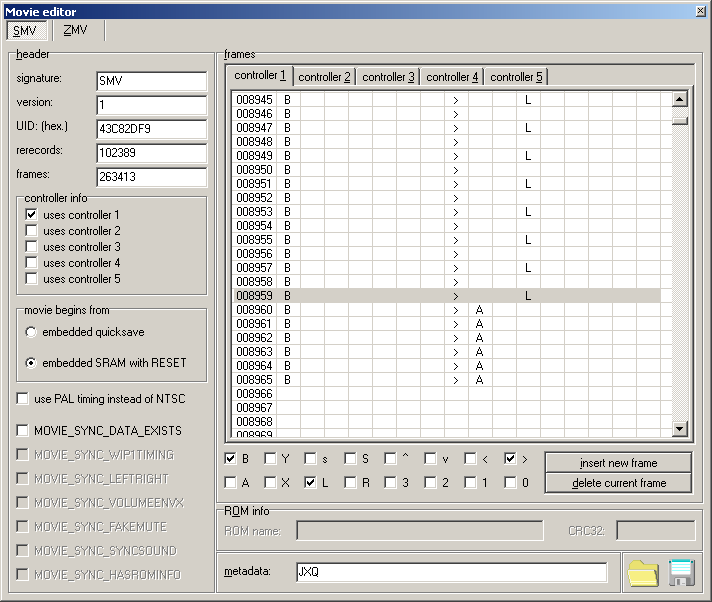 Movie editor
SMV ZMV
header
signature: SMV
version: 1
UID: (hex.) 43C82DF9
rerecords: 102389
frames: 263413
controller info
uses controller 1
uses controller 2
uses controller 3
uses controller 4
uses controller 5
movie begins from
embedded quicksave
embedded SRAM with RESET
use PAL timing instead of NTSC
MOVIE_SYNC_DATA_EXISTS
MOVIE_SYNC_WIP1TIMING
MOVIE_SYNC_LEFTRIGHT
MOVIE_SYNC_VOLUMEENVX
MOVIE_SYNC_FAKEMUTE
MOVIE_SYNC_SYNCSOUND
MOVIE_SYNC_HASROMINFO
frames
controller 1 controller 2 controller 3 controller 4 controller 5
008945 B > L
008946 B >
008947 B > L
008948 B >
008949 B > L
008950 B >
008951 B > L
008952 B >
008953 B > L
008954 B >
008955 B > L
008956 B >
008957 B > L
008958 B >
008959 B > L
008960 B > A
008961 B > A
008962 B > A
008963 B > A
008964 B > A
008965 B > A
008966
008967
008968
008969
B Y s S ^ v < >
A X L R 3 2 1 0
insert new frame
delete current frame
ROM info
ROM name: CRC32:
metadata: JXQ